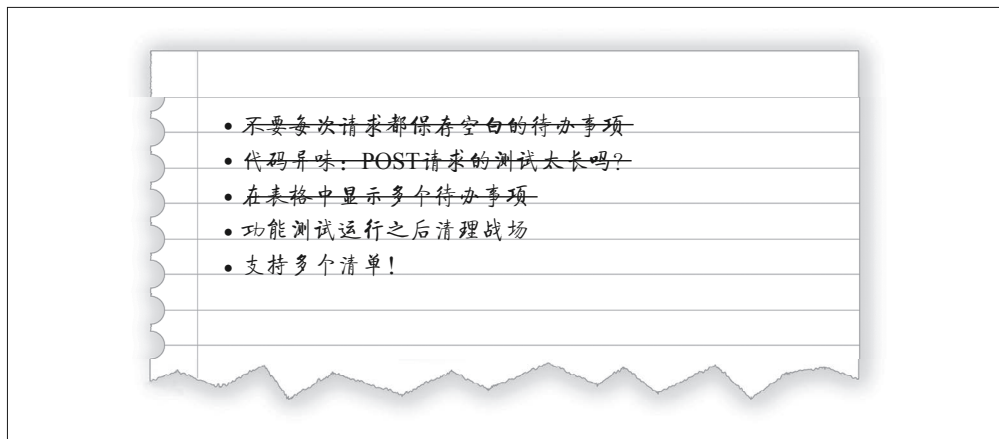 • 不要每次请求都保存空白的待办事项
• 代码异味：POST请求的测试太长吗？
• 在表格中显示多个待办事项
• 功能测试运行之后清理战场
• 支持多个清单！